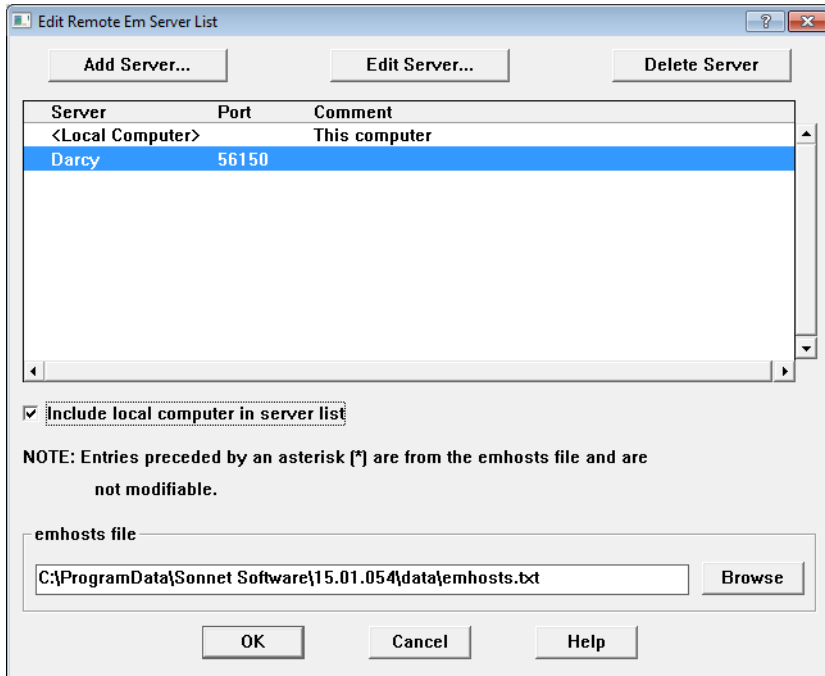 Edit Remote Em Server List
?
Add Server... Edit Server... Delete Server
Server Port Comment
<Local Computer> This computer
Darcy 56150
Include local computer in server list
NOTE: Entries preceded by an asterisk (*) are from the emhosts file and are
not modifiable.
emhosts file
C:\ProgramData\Sonnet Software\15.01.054\data\emhosts.txt Browse
OK Cancel Help